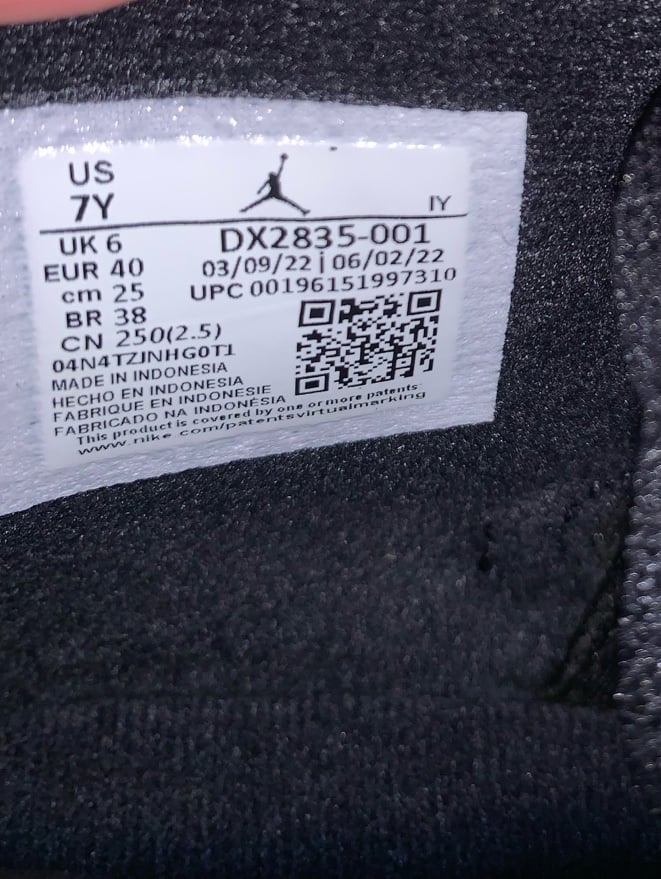 US
7Y
IY
UK 6
EUR 40
cm 25
BR 38
CN 250(2.5)
DX2835-001
03/09/22 | 06/02/22
UPC 00196151997310
04N4TZJNHG0T1
MADE IN INDONESIA
HECHO EN INDONESIA
FABRIQUE EN INDONESIE
FABRICADO NA INDONÉSIA
This product is covered by one or more patents:
www.nike.com/patentsvirtualmarking